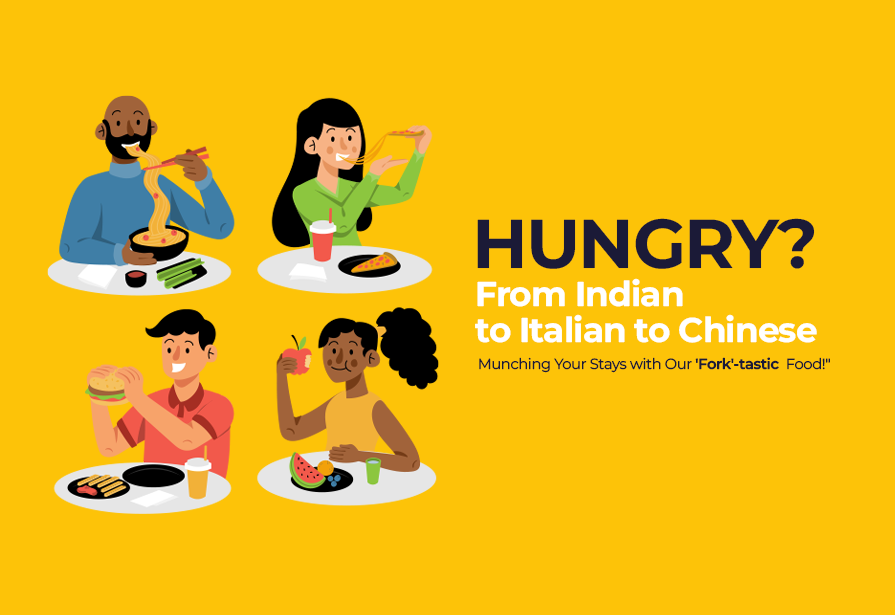 HUNGRY?
From Indian
to Italian to Chinese
Munching Your Stays with Our 'Fork'-tastic Food!"